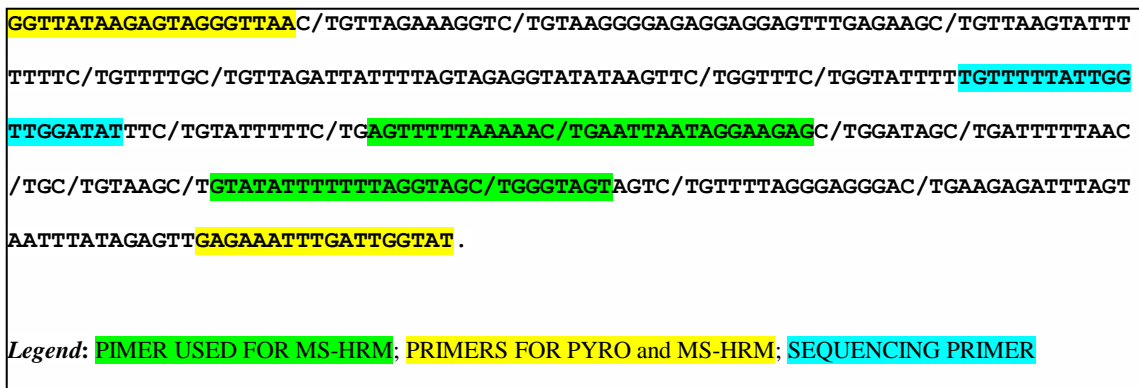 GGTTATAAGAGTAGGGTTAAC/TGTTAGAAAGGTC/TGTAAGGGGAGAGGAGGAGTTTGAGAAGC/TGTTAAGTATTT
TTTTC/TGTTTTGC/TGTTAGATTATTTTAGTAGAGGTATATAAGTTC/TGGTTTC/TGGTATTTTTGTTTTTATTGG
TTGGATATTTC/TGTATTTTTC/TGAGTTTTTAAAAAC/TGAATTAATAGGAAGAGC/TGGATAGC/TGATTTTTAAC
/TGC/TGTAAGC/TGTATATTTTTTTAGGTAGC/TGGGTAGTAGTC/TGTTTTAGGGAGGGAC/TGAAGAGATTTAGT
AATTTATAGAGTTGAGAAATTTGATTGGTAT.
Legend: PIMER USED FOR MS-HRM; PRIMERS FOR PYRO and MS-HRM; SEQUENCING PRIMER